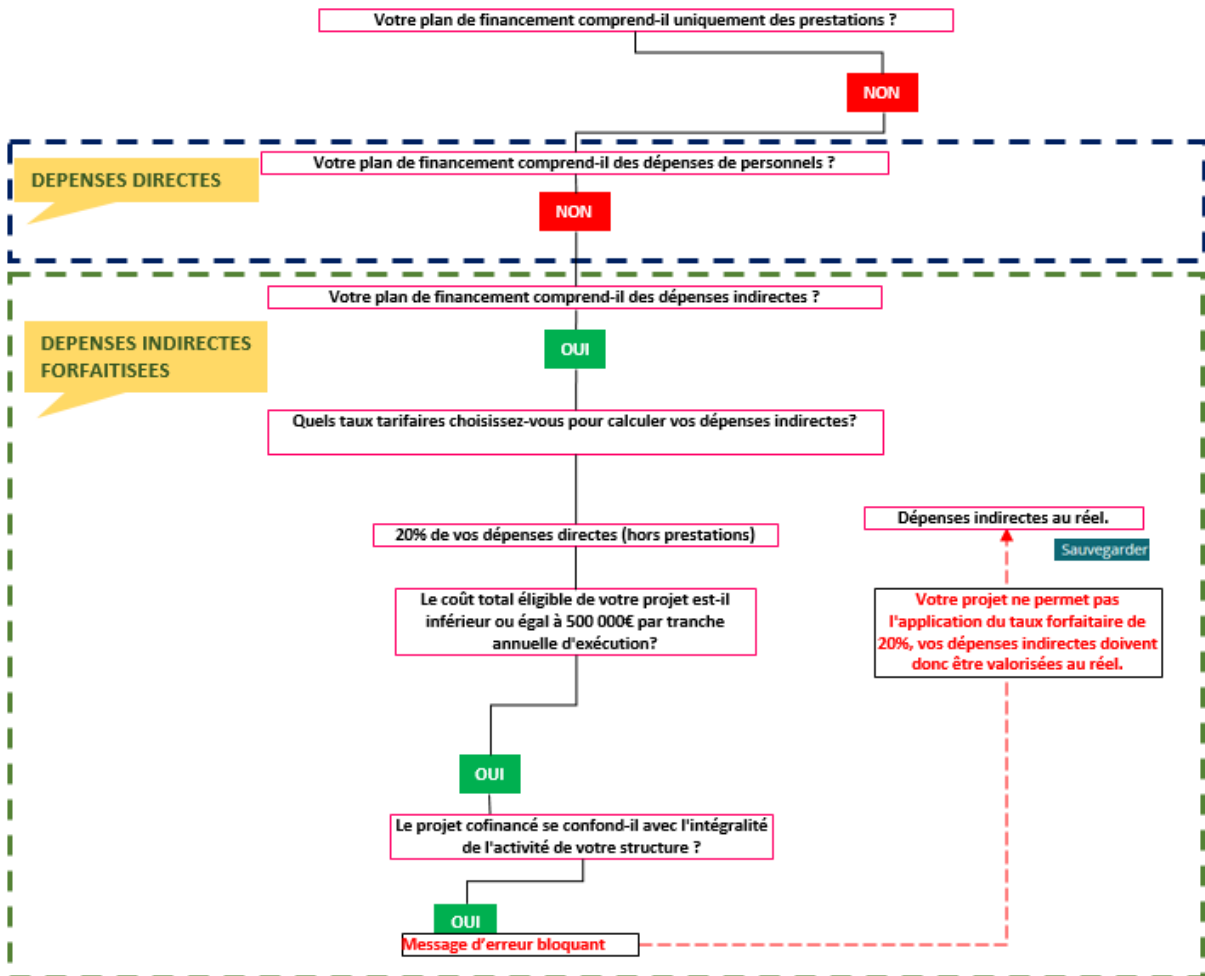 Votre plan de financement comprend-il uniquement des prestations ?
NON
DEPENSES DIRECTES
Votre plan de financement comprend-il des dépenses de personnels ?
NON
Votre plan de financement comprend-il des dépenses indirectes ?
DEPENSES INDIRECTES
FORFAITISEES
OUI
Quels taux tarifaires choisissez-vous pour calculer vos dépenses indirectes?
20% de vos dépenses directes (hors prestations)
Dépenses indirectes au réel.
Sauvegarder
Le coût total éligible de votre projet est-il
inférieur ou égal à 500 000€ par tranche
annuelle d'exécution?
Votre projet ne permet pas
l'application du taux forfaitaire de
20%, vos dépenses indirectes doivent
donc être valorisées au réel.
OUI
Le projet cofinancé se confond-il avec l'intégralité
de l'activité de votre structure ?
OUI
Message d’erreur bloquant